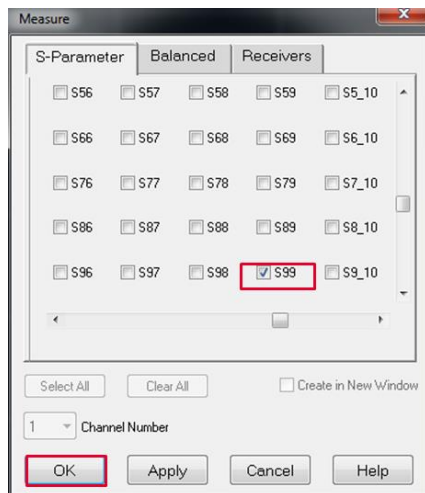 Measure
S-Parameter Balanced Receivers
S56 S57 S58 S59 S5_10
S66 S67 S68 S69 S6_10
S76 S77 S78 S79 S7_10
S86 S87 S88 S89 S8_10
S96 S97 S98 S99 S9_10
Select All Clear All Create in New Window
1 Channel Number
OK Apply Cancel Help